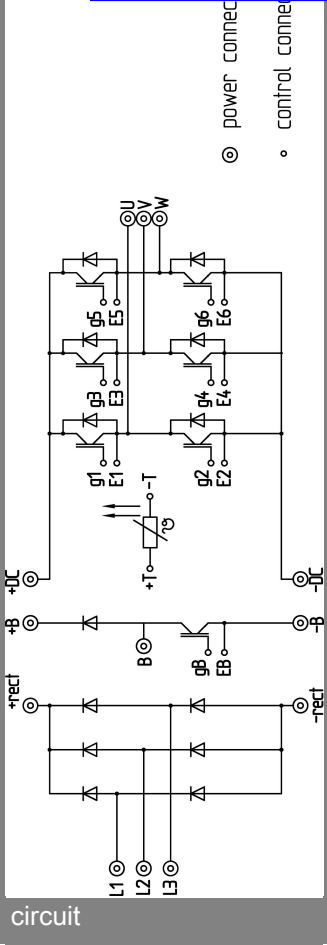 power connec
control connec
U
V
W
g5
E5
g6
E6
g3
E3
g4
E4
g1
E1
g2
E2
-T
+T
ϑ
+DC
-DC
+B
B
gB
EB
-B
+rect
-rect
L1
L2
L3
circuit